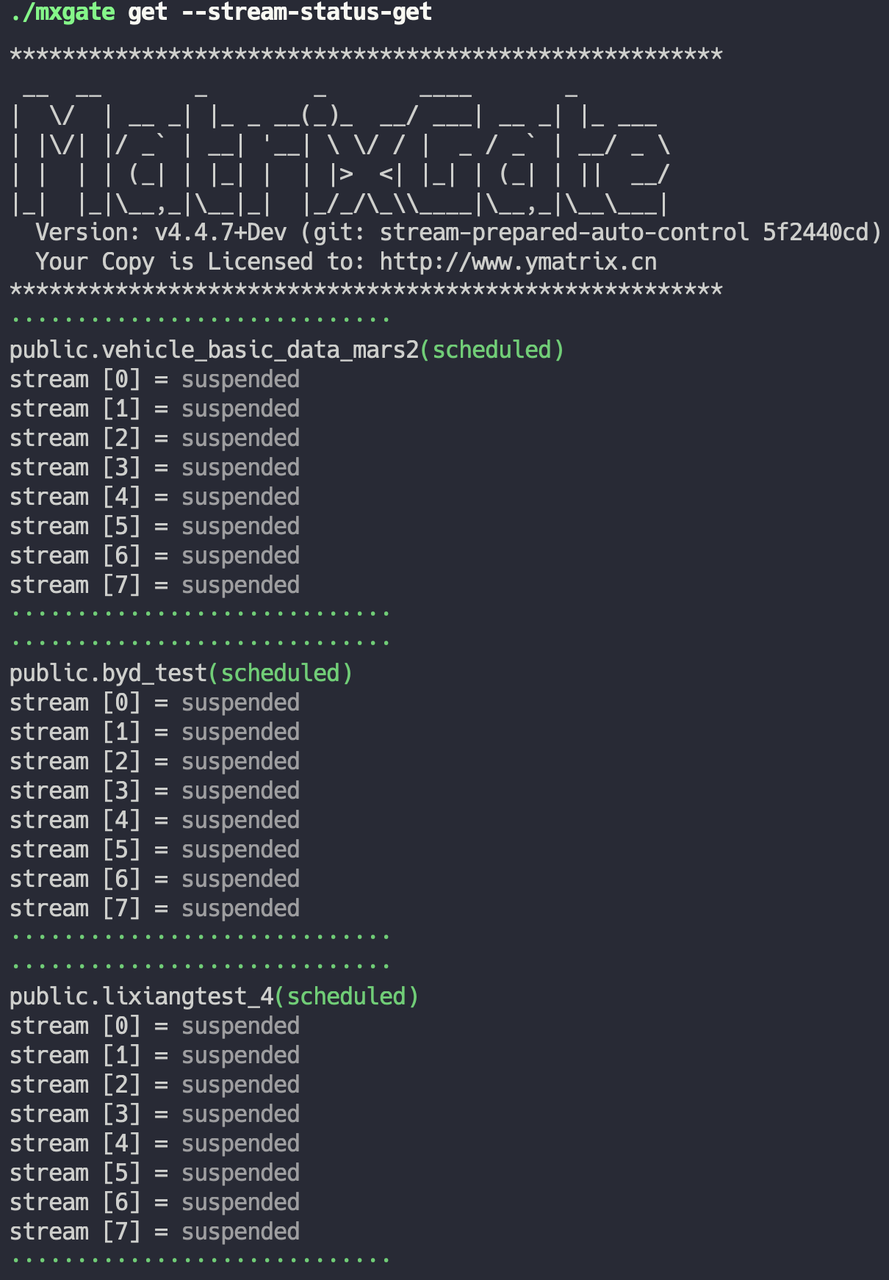 ./mxgate get --stream-status-get
******************************************************
 __  __       _        _       ____       _
|  \/  | __ _| |_ _ __(_)_  __/ ___| __ _| |_ ___
| |\/| |/ _` | __| '__| \ \/ / |  _ / _` | __/ _ \
| |  | | (_| | |_| |  | |>  <| |_| | (_| | ||  __/
|_|  |_|\__,_|\__|_|  |_/_/\_\\____|\__,_|\__\___|
  Version: v4.4.7+Dev (git: stream-prepared-auto-control 5f2440cd)
  Your Copy is Licensed to: http://www.ymatrix.cn
******************************************************
·····························
public.vehicle_basic_data_mars2(scheduled)
stream [0] = suspended
stream [1] = suspended
stream [2] = suspended
stream [3] = suspended
stream [4] = suspended
stream [5] = suspended
stream [6] = suspended
stream [7] = suspended
·····························
·····························
public.byd_test(scheduled)
stream [0] = suspended
stream [1] = suspended
stream [2] = suspended
stream [3] = suspended
stream [4] = suspended
stream [5] = suspended
stream [6] = suspended
stream [7] = suspended
·····························
·····························
public.lixiangtest_4(scheduled)
stream [0] = suspended
stream [1] = suspended
stream [2] = suspended
stream [3] = suspended
stream [4] = suspended
stream [5] = suspended
stream [6] = suspended
stream [7] = suspended
·····························